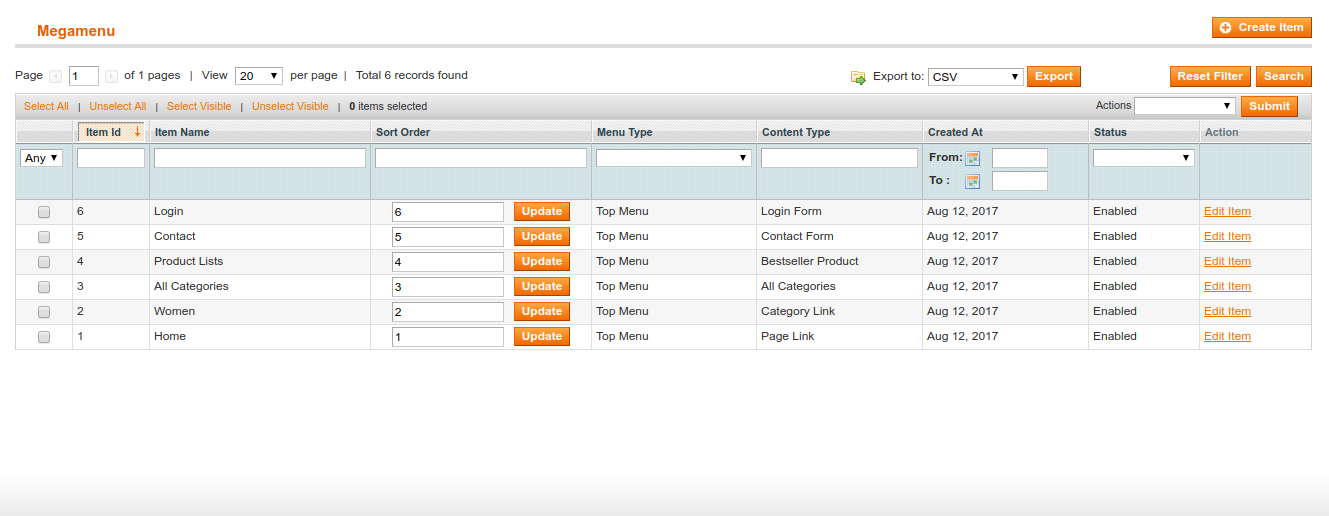 Megamenu
Create Item
Page 1 of 1 pages | View 20 per page | Total 6 records found
Export to: CSV Export Reset Filter Search
Select All | Unselect All | Select Visible | Unselect Visible | 0 items selected
Actions Submit
Item Id Item Name Sort Order Menu Type Content Type Created At Status Action
Any From:
To :
6 Login 6 Update Top Menu Login Form Aug 12, 2017 Enabled Edit Item
5 Contact 5 Update Top Menu Contact Form Aug 12, 2017 Enabled Edit Item
4 Product Lists 4 Update Top Menu Bestseller Product Aug 12, 2017 Enabled Edit Item
3 All Categories 3 Update Top Menu All Categories Aug 12, 2017 Enabled Edit Item
2 Women 2 Update Top Menu Category Link Aug 12, 2017 Enabled Edit Item
1 Home 1 Update Top Menu Page Link Aug 12, 2017 Enabled Edit Item